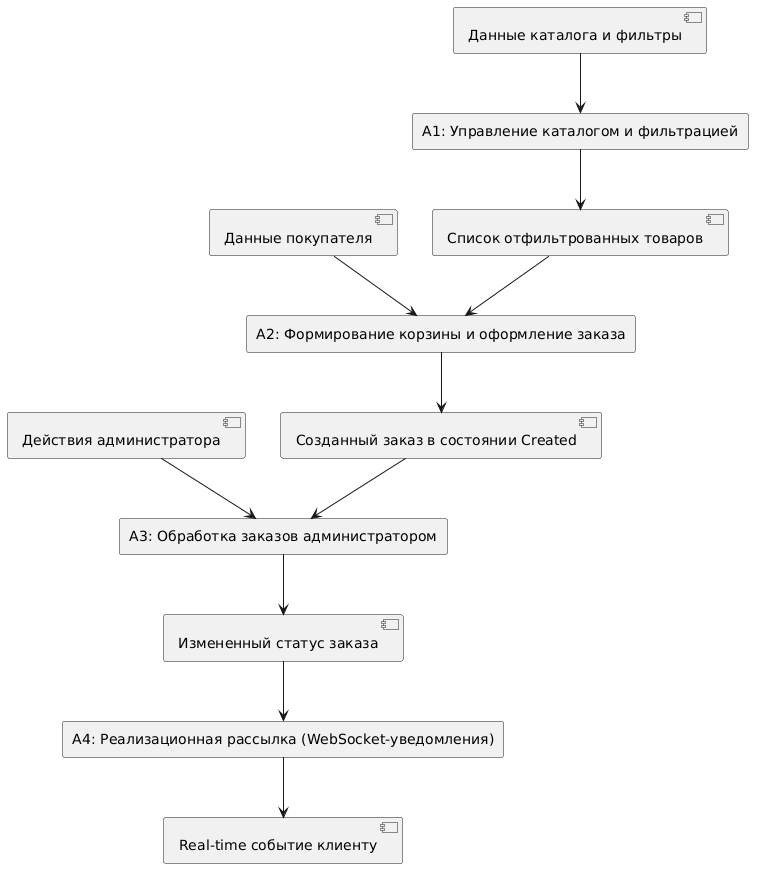 Данные каталога и фильтры
A1: Управление каталогом и фильтрацией
Данные покупателя
Список отфильтрованных товаров
A2: Формирование корзины и оформление заказа
Действия администратора
Созданный заказ в состоянии Created
A3: Обработка заказов администратором
Измененный статус заказа
A4: Реализационная рассылка (WebSocket-уведомления)
Real-time событие клиенту